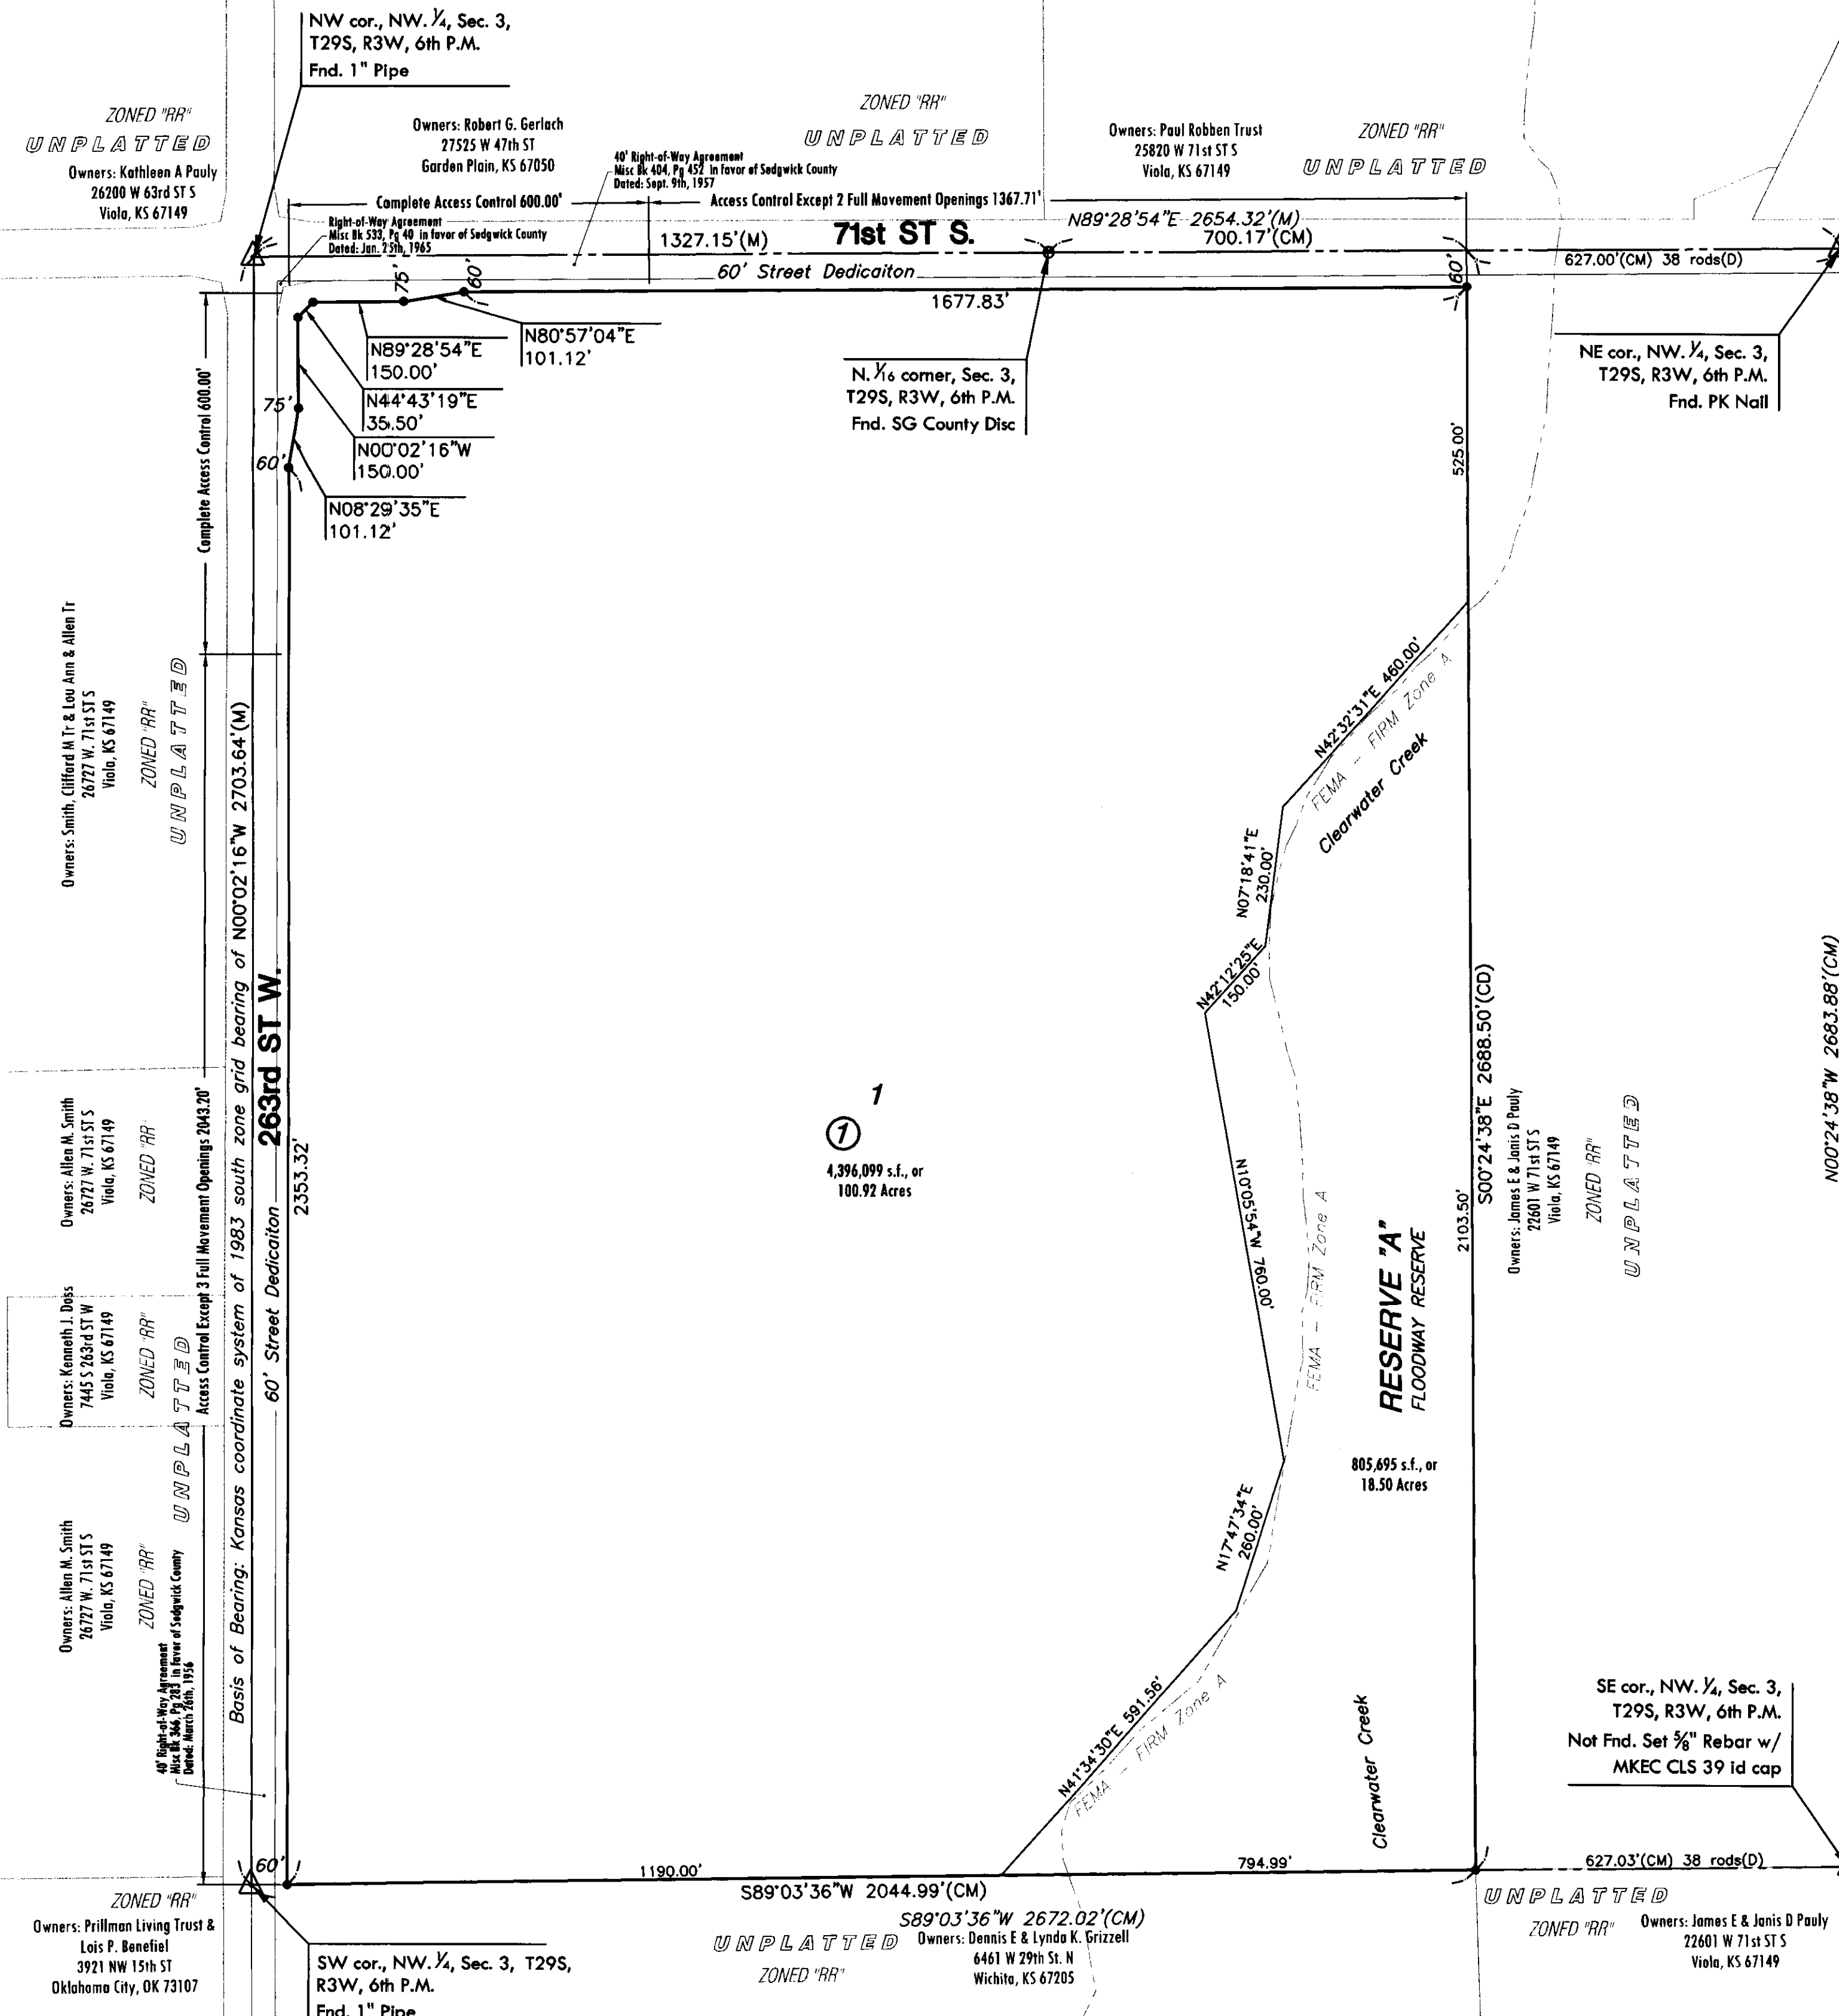 NW cor., NW. ¼, Sec. 3,
T29S, R3W, 6th P.M.
Fnd. 1" Pipe
ZONED "RR"
UNPLATTED
Owners: Kathleen A Pauly
26200 W 63rd ST S
Viola, KS 67149
Owners: Robert G. Gerlach
27525 W 47th ST
Garden Plain, KS 67050
ZONED "RR"
UNPLATTED
Owners: Paul Robben Trust
25820 W 71st ST S
Viola, KS 67149
ZONED "RR"
UNPLATTED
40' Right-of-Way Agreement
Misc Bk 404, Pg 452 in favor of Sedgwick County
Dated: Sept. 9th, 1957
Complete Access Control 600.00'
Access Control Except 2 Full Movement Openings 1367.71'
Right-of-Way Agreement
Misc Bk 533, Pg 40 in favor of Sedgwick County
Dated: Jan. 25th, 1965
N89°28'54"E 2654.32'(M)
1327.15'(M)
71st ST S.
700.17'(CM)
60' Street Dedicaiton
627.00'(CM) 38 rods(D)
75'
60'
60'
1677.83'
N80°57'04"E
101.12'
N89°28'54"E
150.00'
N44°43'19"E
35.50'
N00°02'16"W
150.00'
N08°29'35"E
101.12'
75'
60'
N. 1/16 corner, Sec. 3,
T29S, R3W, 6th P.M.
Fnd. SG County Disc
NE cor., NW. ¼, Sec. 3,
T29S, R3W, 6th P.M.
Fnd. PK Nail
Complete Access Control 600.00'
525.00'
Owners: Smith, Clifford M Tr & Lou Ann & Allen Tr
26727 W. 71st ST S
Viola, KS 67149
ZONED "RR"
UNPLATTED
N42°32'31"E 460.00'
FEMA - FIRM Zone A
Clearwater Creek
N07°18'41"E
230.00'
N42°12'25"E
150.00'
Basis of Bearing: Kansas coordinate system of 1983 south zone grid bearing of N00°02'16"W 2703.64'(M)
263rd ST W.
60' Street Dedicaiton
2353.32'
Access Control Except 3 Full Movement Openings 2043.20'
1
1
4,396,099 s.f., or
100.92 Acres
N10°05'54"W 760.00'
FEMA - FIRM Zone A
RESERVE "A"
FLOODWAY RESERVE
805,695 s.f., or
18.50 Acres
2103.50'
S00°24'38"E 2688.50'(CD)
Owners: James E & Janis D Pauly
22601 W 71st ST S
Viola, KS 67149
ZONED "RR"
UNPLATTED
N00°24'38"W 2683.88'(CM)
Owners: Allen M. Smith
26727 W. 71st ST S
Viola, KS 67149
ZONED "RR"
Owners: Kenneth J. Doss
7445 S 263rd ST W
Viola, KS 67149
ZONED "RR"
UNPLATTED
Owners: Allen M. Smith
26727 W. 71st ST S
Viola, KS 67149
ZONED "RR"
40' Right-of-Way Agreement
Misc Bk 366, Pg 283 in favor of Sedgwick County
Dated: March 26th, 1956
N17°47'34"E
260.00'
N41°34'30"E 591.56'
FEMA - FIRM Zone A
Clearwater Creek
SE cor., NW. ¼, Sec. 3,
T29S, R3W, 6th P.M.
Not Fnd. Set ⅝" Rebar w/
MKEC CLS 39 id cap
60'
1190.00'
794.99'
627.03'(CM) 38 rods(D)
S89°03'36"W 2044.99'(CM)
S89°03'36"W 2672.02'(CM)
ZONED "RR"
Owners: Prillman Living Trust &
Lois P. Benefiel
3921 NW 15th ST
Oklahoma City, OK 73107
SW cor., NW. ¼, Sec. 3, T29S,
R3W, 6th P.M.
Fnd. 1" Pipe
UNPLATTED
ZONED "RR"
Owners: Dennis E & Lynda K. Grizzell
6461 W 29th St. N
Wichita, KS 67205
UNPLATTED
ZONED "RR"
Owners: James E & Janis D Pauly
22601 W 71st ST S
Viola, KS 67149